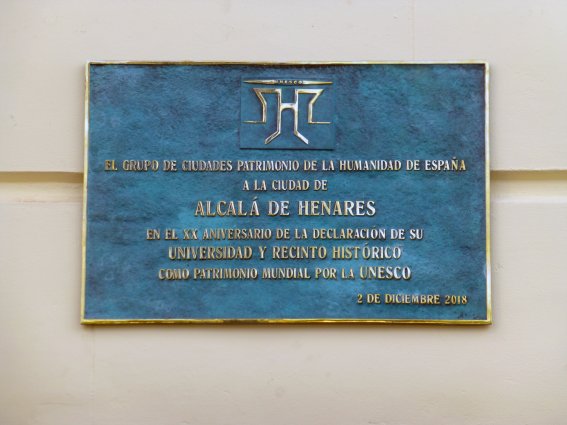 UNESCO
EL GRUPO DE CIUDADES PATRIMONIO DE LA HUMANIDAD DE ESPAÑA
A LA CIUDAD DE
ALCALÁ DE HENARES
EN EL XX ANIVERSARIO DE LA DECLARACIÓN DE SU
UNIVERSIDAD Y RECINTO HISTÓRICO
COMO PATRIMONIO MUNDIAL POR LA UNESCO
2 DE DICIEMBRE 2018